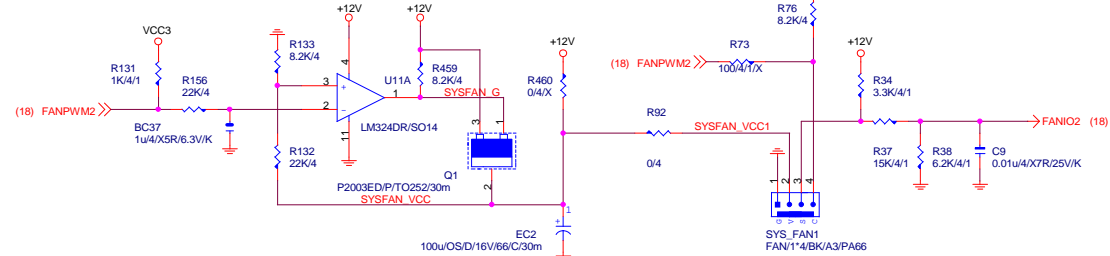 +12V
+12V
R76
8.2K/4
VCC3
R133
8.2K/4
+12V
+12V
R73
(18) FANPWM2
100/4/1/X
R131
1K/4/1
R156
22K/4
4
U11A
R459
8.2K/4
SYSFAN_G
R460
0/4/X
R34
3.3K/4/1
3
+
1
2
−
(18) FANPWM2
BC37
1u/4/X5R/6.3V/K
LM324DR/SO14
11
3
1
R92
SYSFAN_VCC1
0/4
FANIO2 (18)
R132
22K/4
Q1
P2003ED/P/TO252/30m
2
SYSFAN_VCC
R37
15K/4/1
R38
6.2K/4/1
C9
0.01u/4/X7R/25V/K
1
2
3
4
G
V
S
C
+
1
EC2
100u/OS/D/16V/66/C/30m
SYS_FAN1
FAN/1*4/BK/A3/PA66